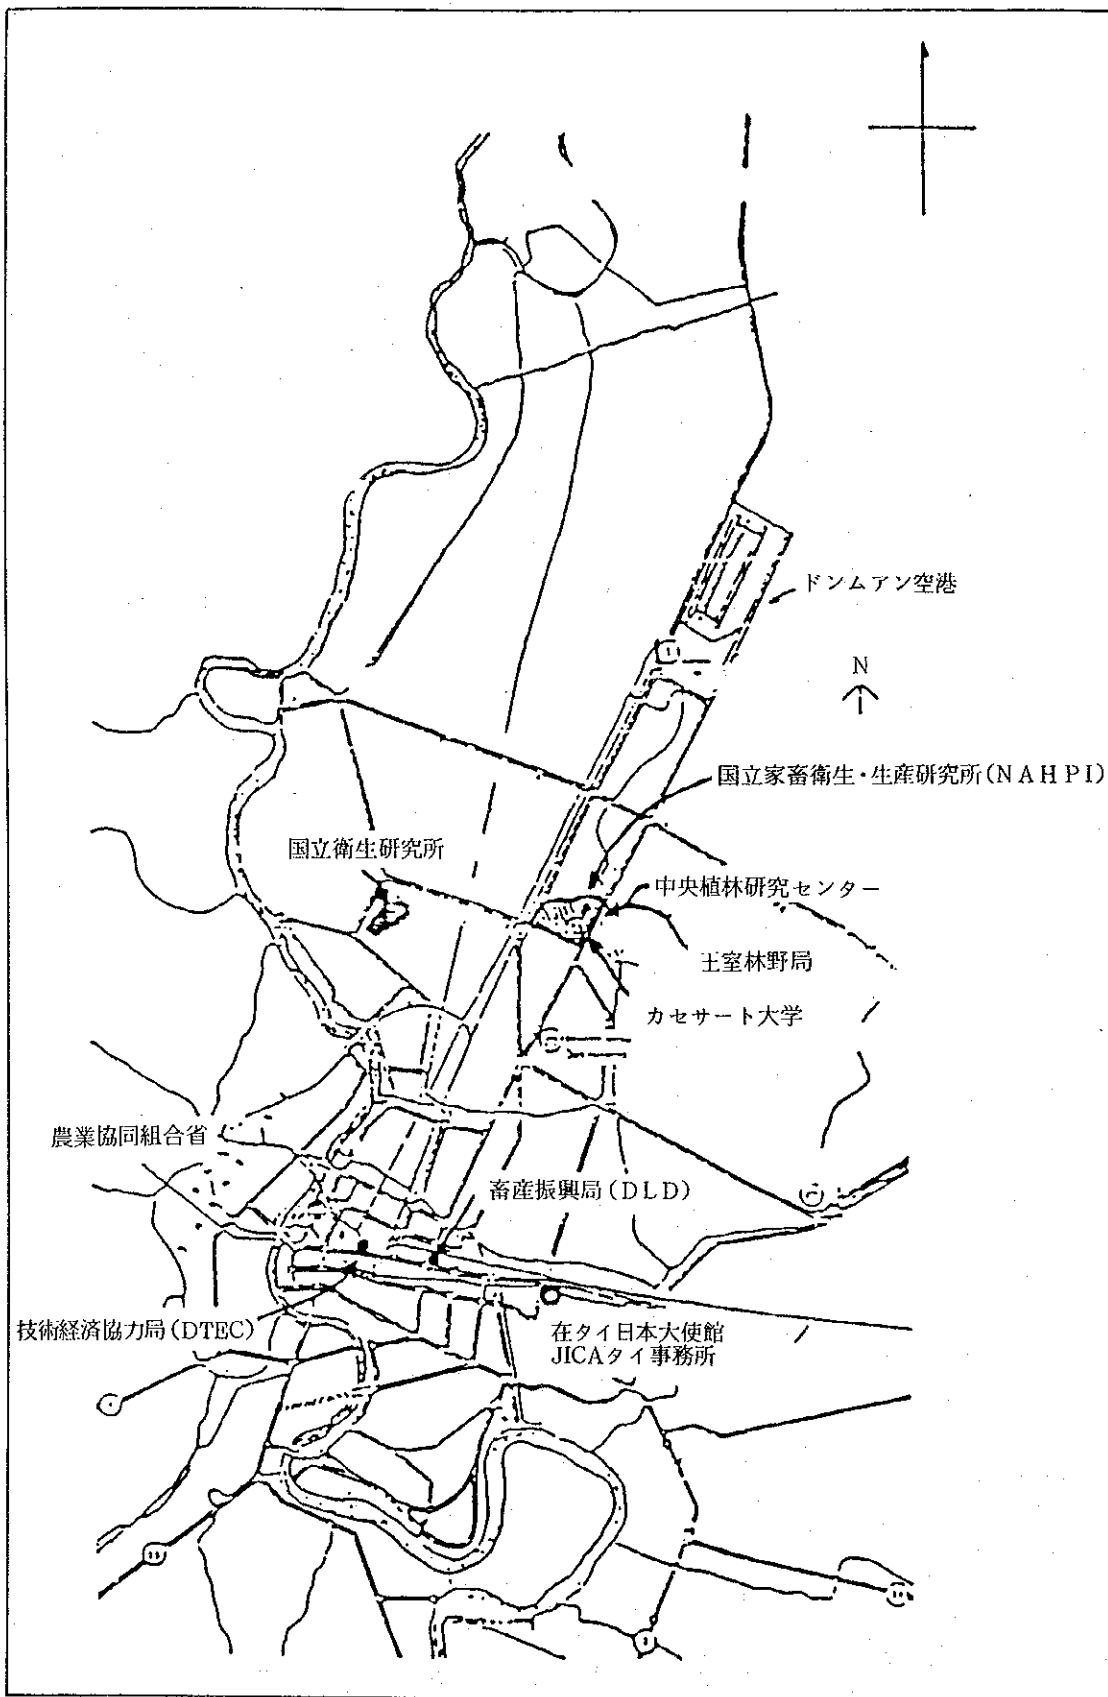 ドンムアン空港
N
国立家畜衛生・生産研究所(NAHPI)
国立衛生研究所
中央植林研究センター
王室林野局
カセサート大学
農業協同組合省
畜産振興局(DLD)
技術経済協力局(DTEC)
在タイ日本大使館
JICAタイ事務所